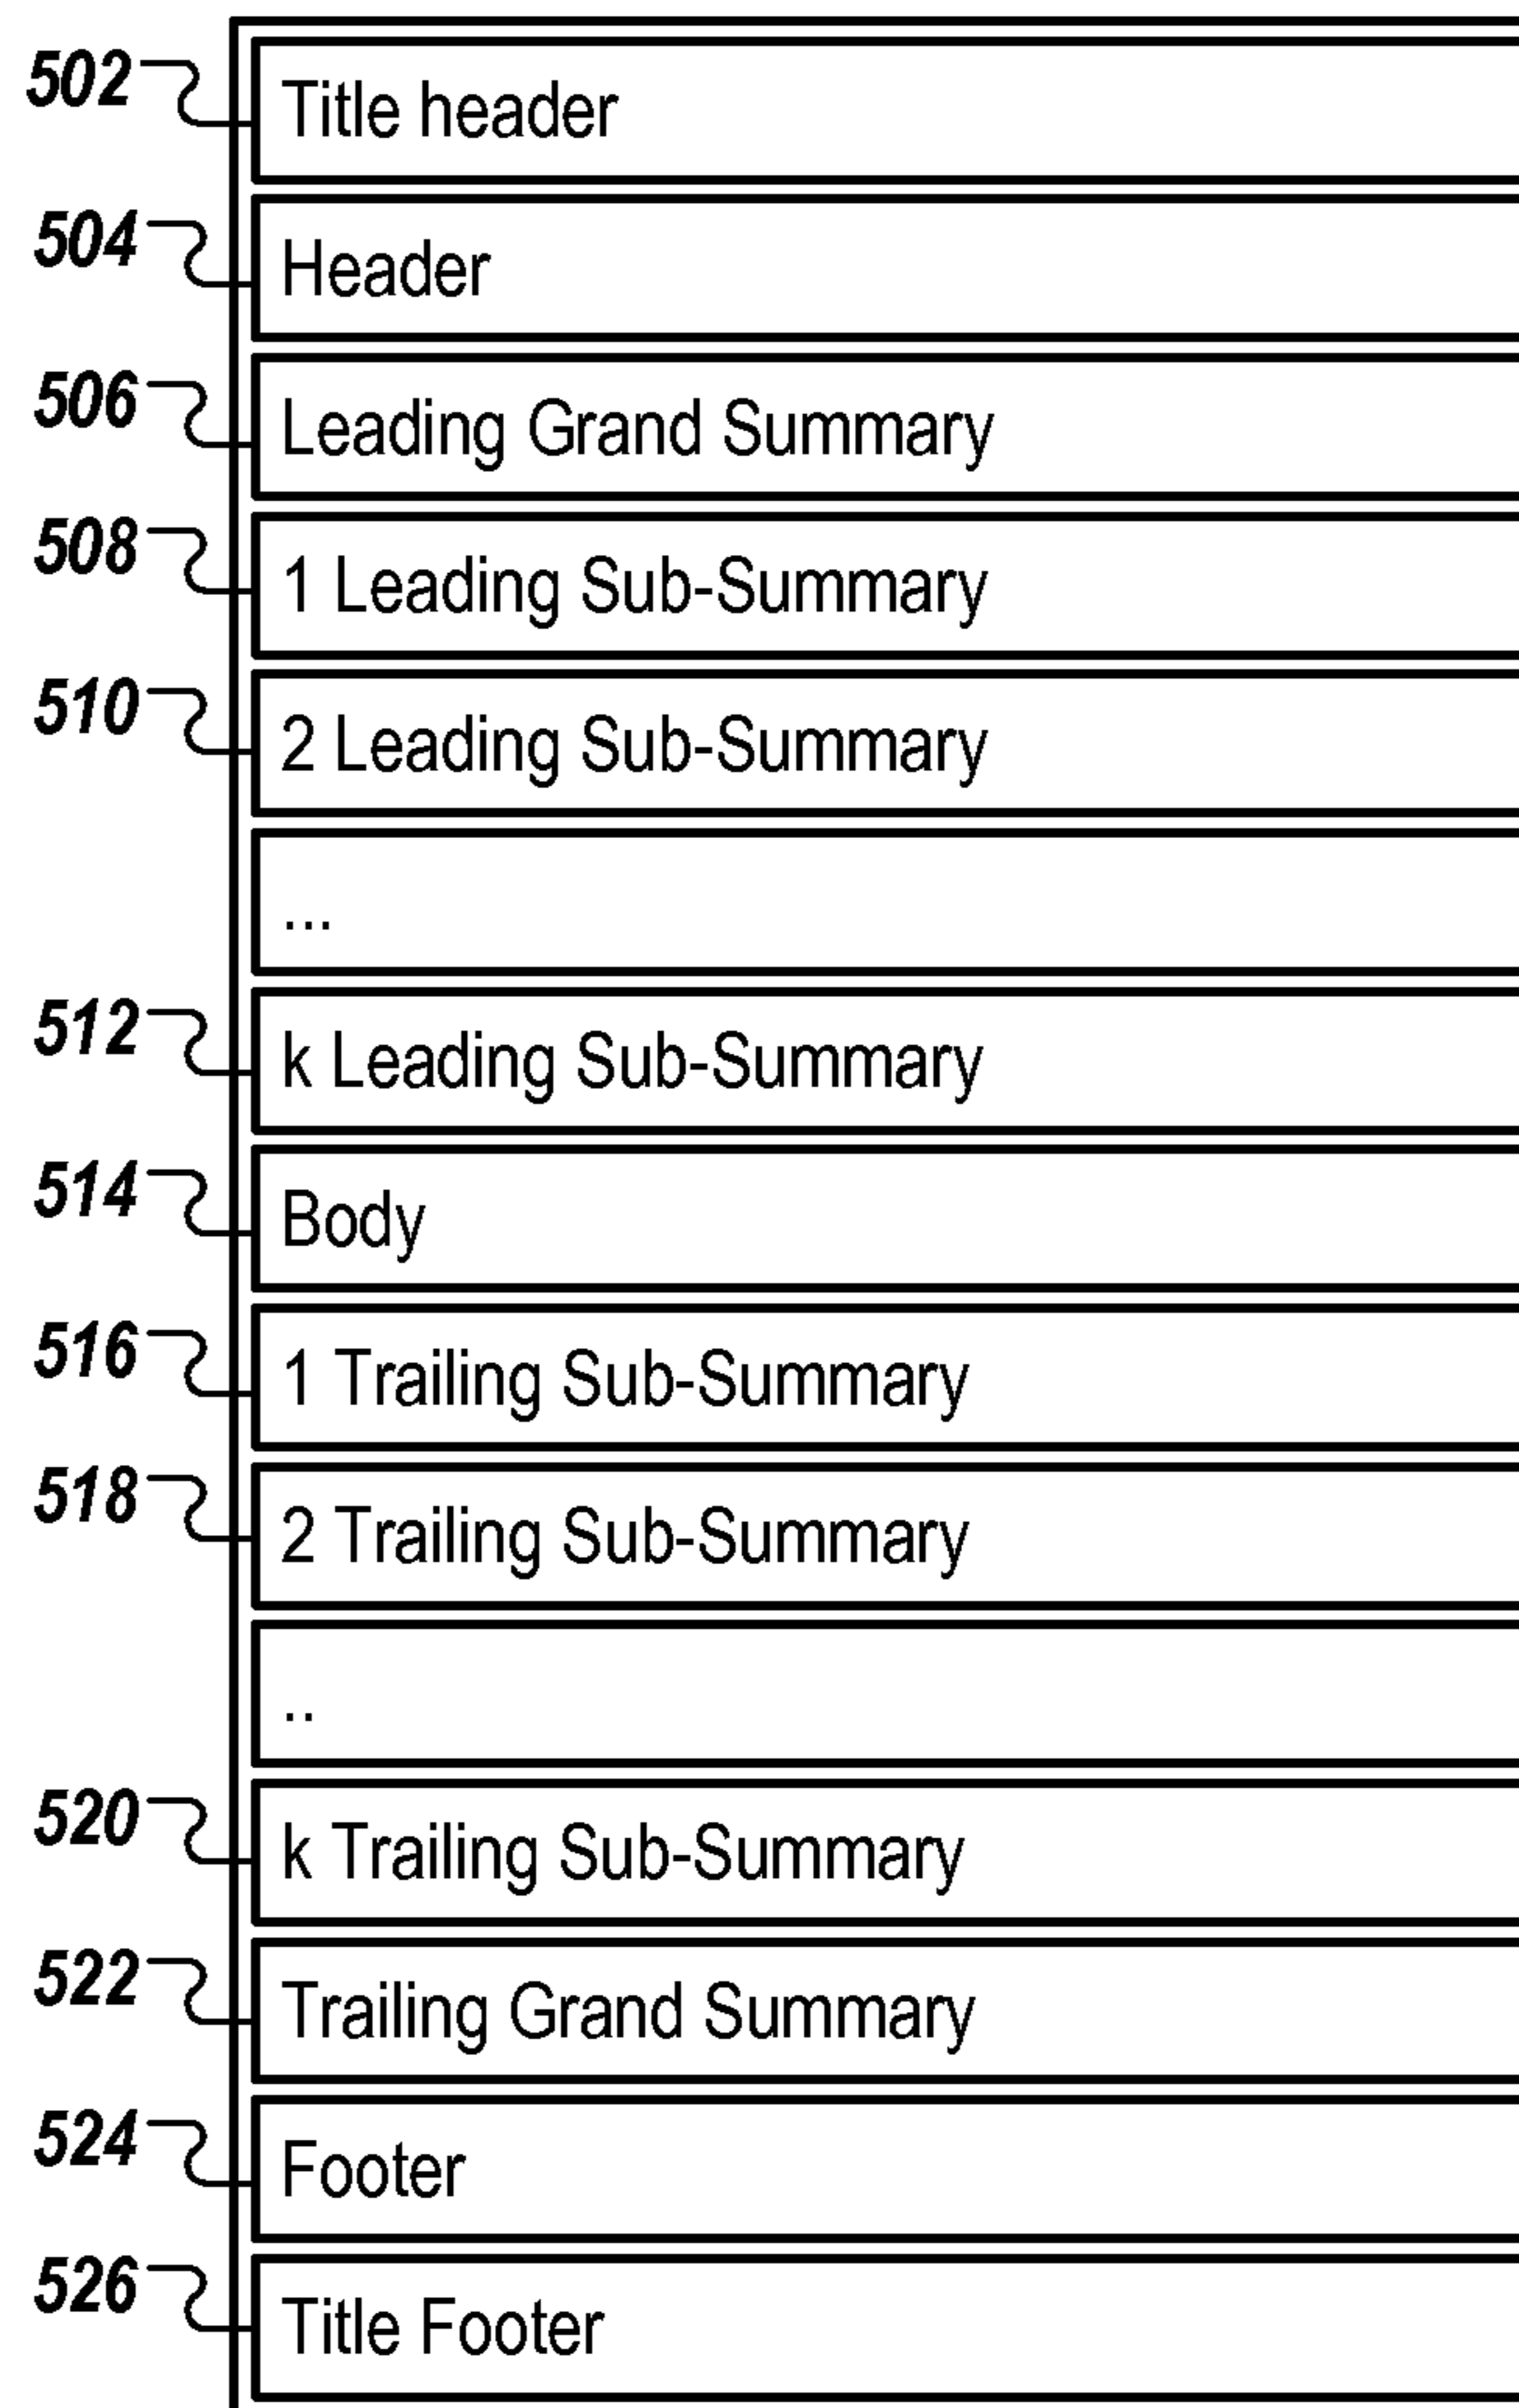 502 Title header
504 Header
506 Leading Grand Summary
508 1 Leading Sub-Summary
510 2 Leading Sub-Summary
...
512 k Leading Sub-Summary
514 Body
516 1 Trailing Sub-Summary
518 2 Trailing Sub-Summary
..
520 k Trailing Sub-Summary
522 Trailing Grand Summary
524 Footer
526 Title Footer